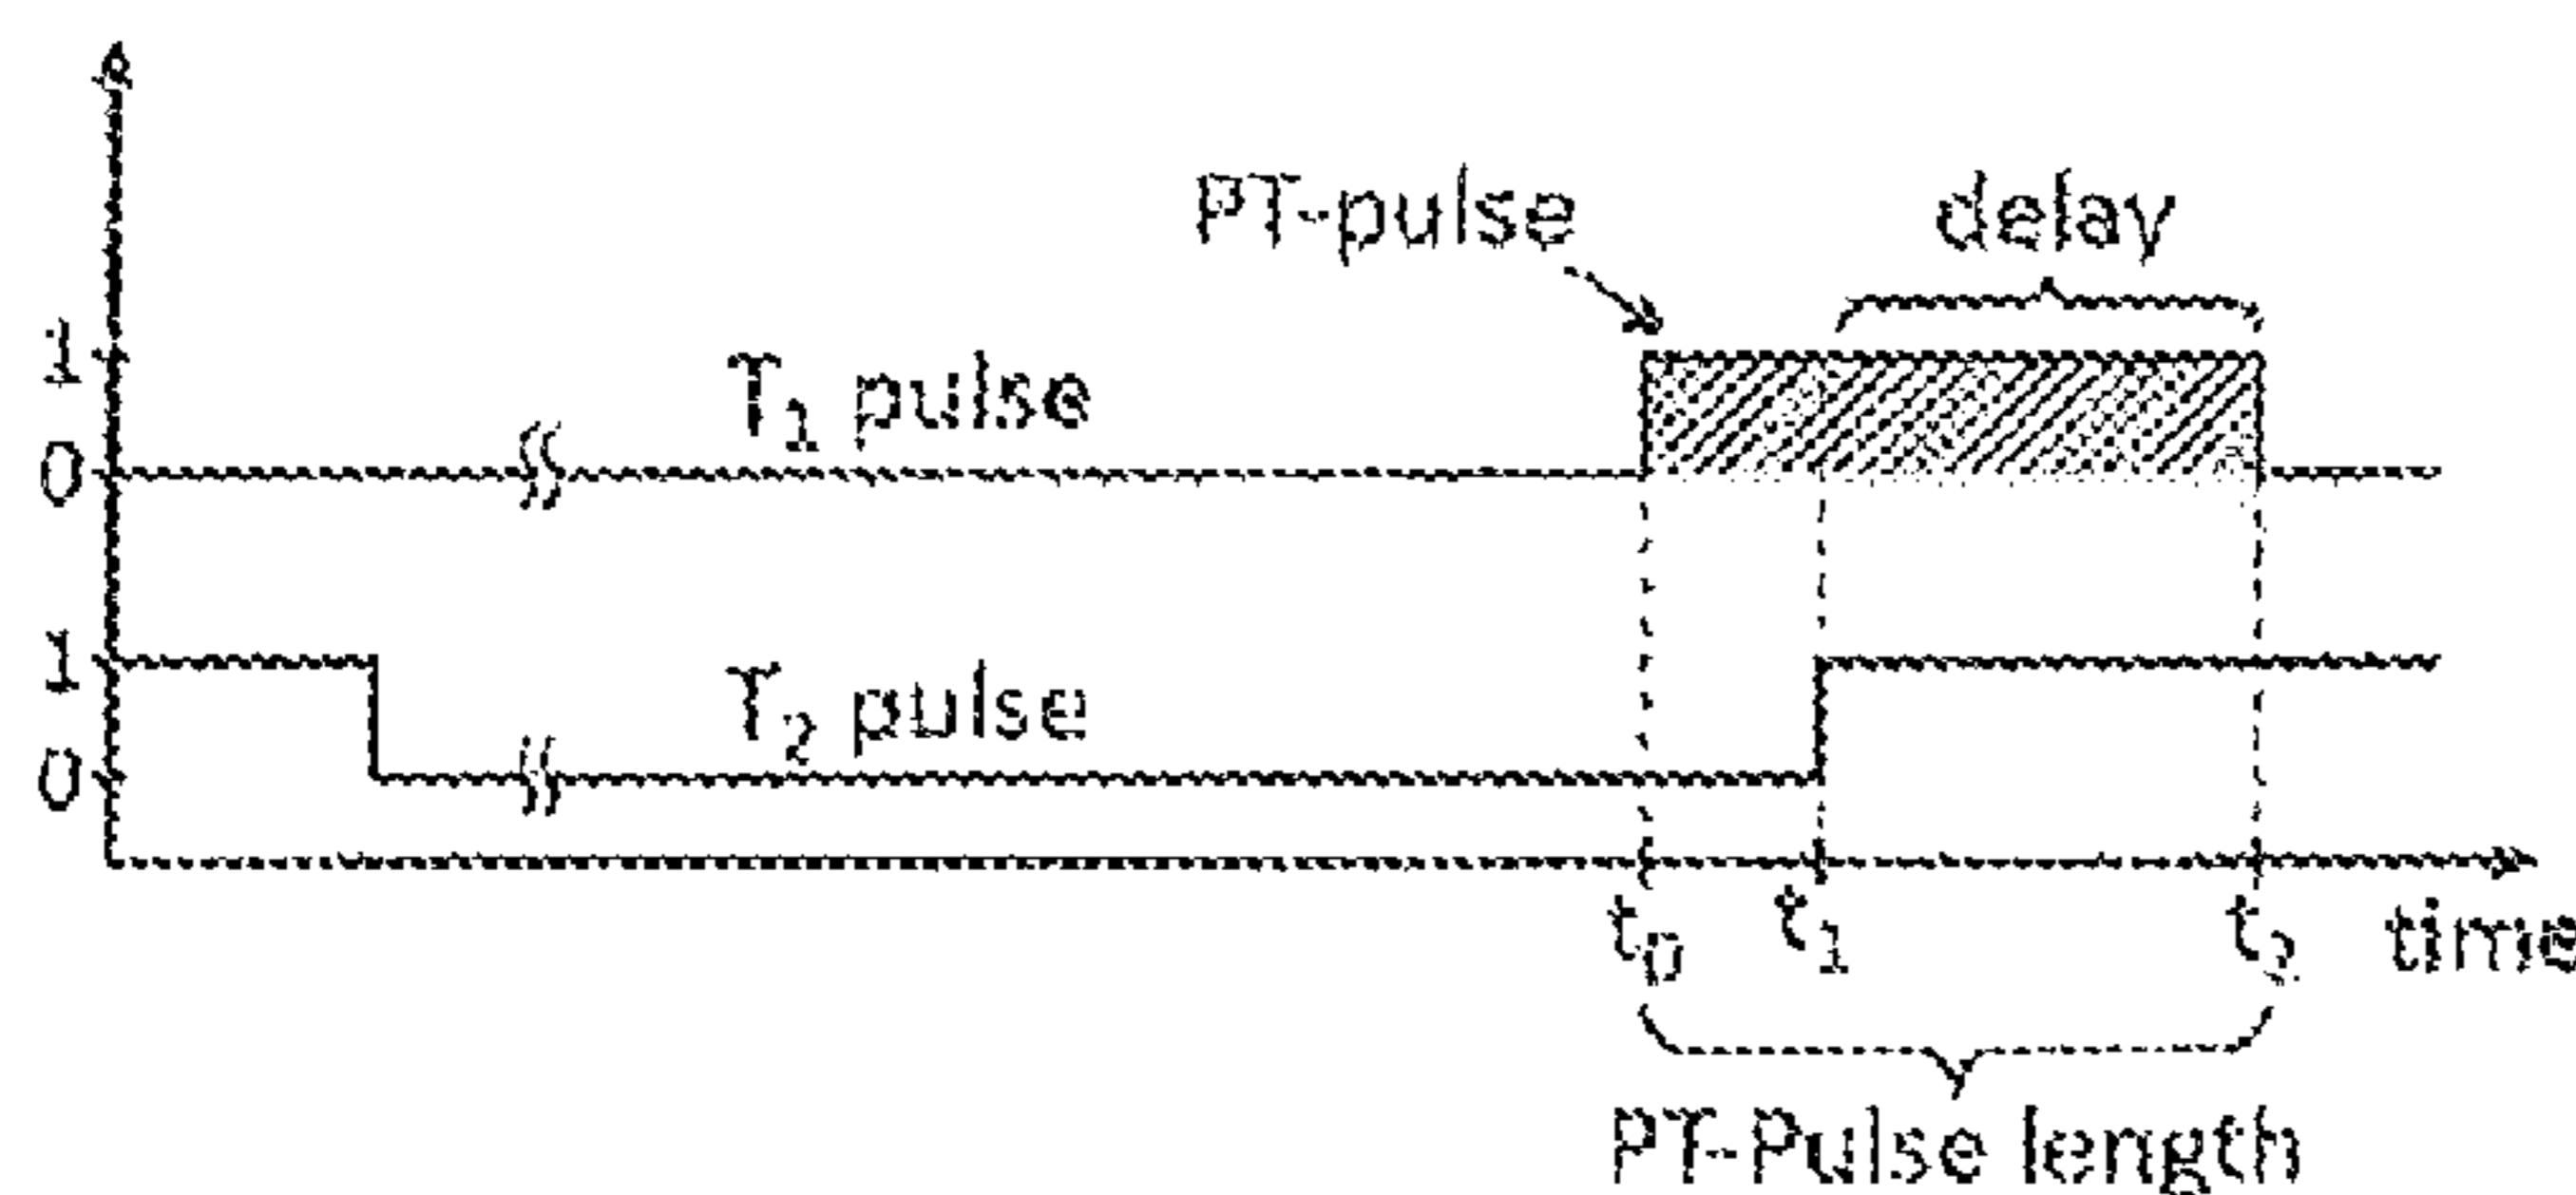 PT-pulse
delay
1
T₁ pulse
0
1
T₂ pulse
0
t₀
t₁
t₂
time
PT-Pulse length